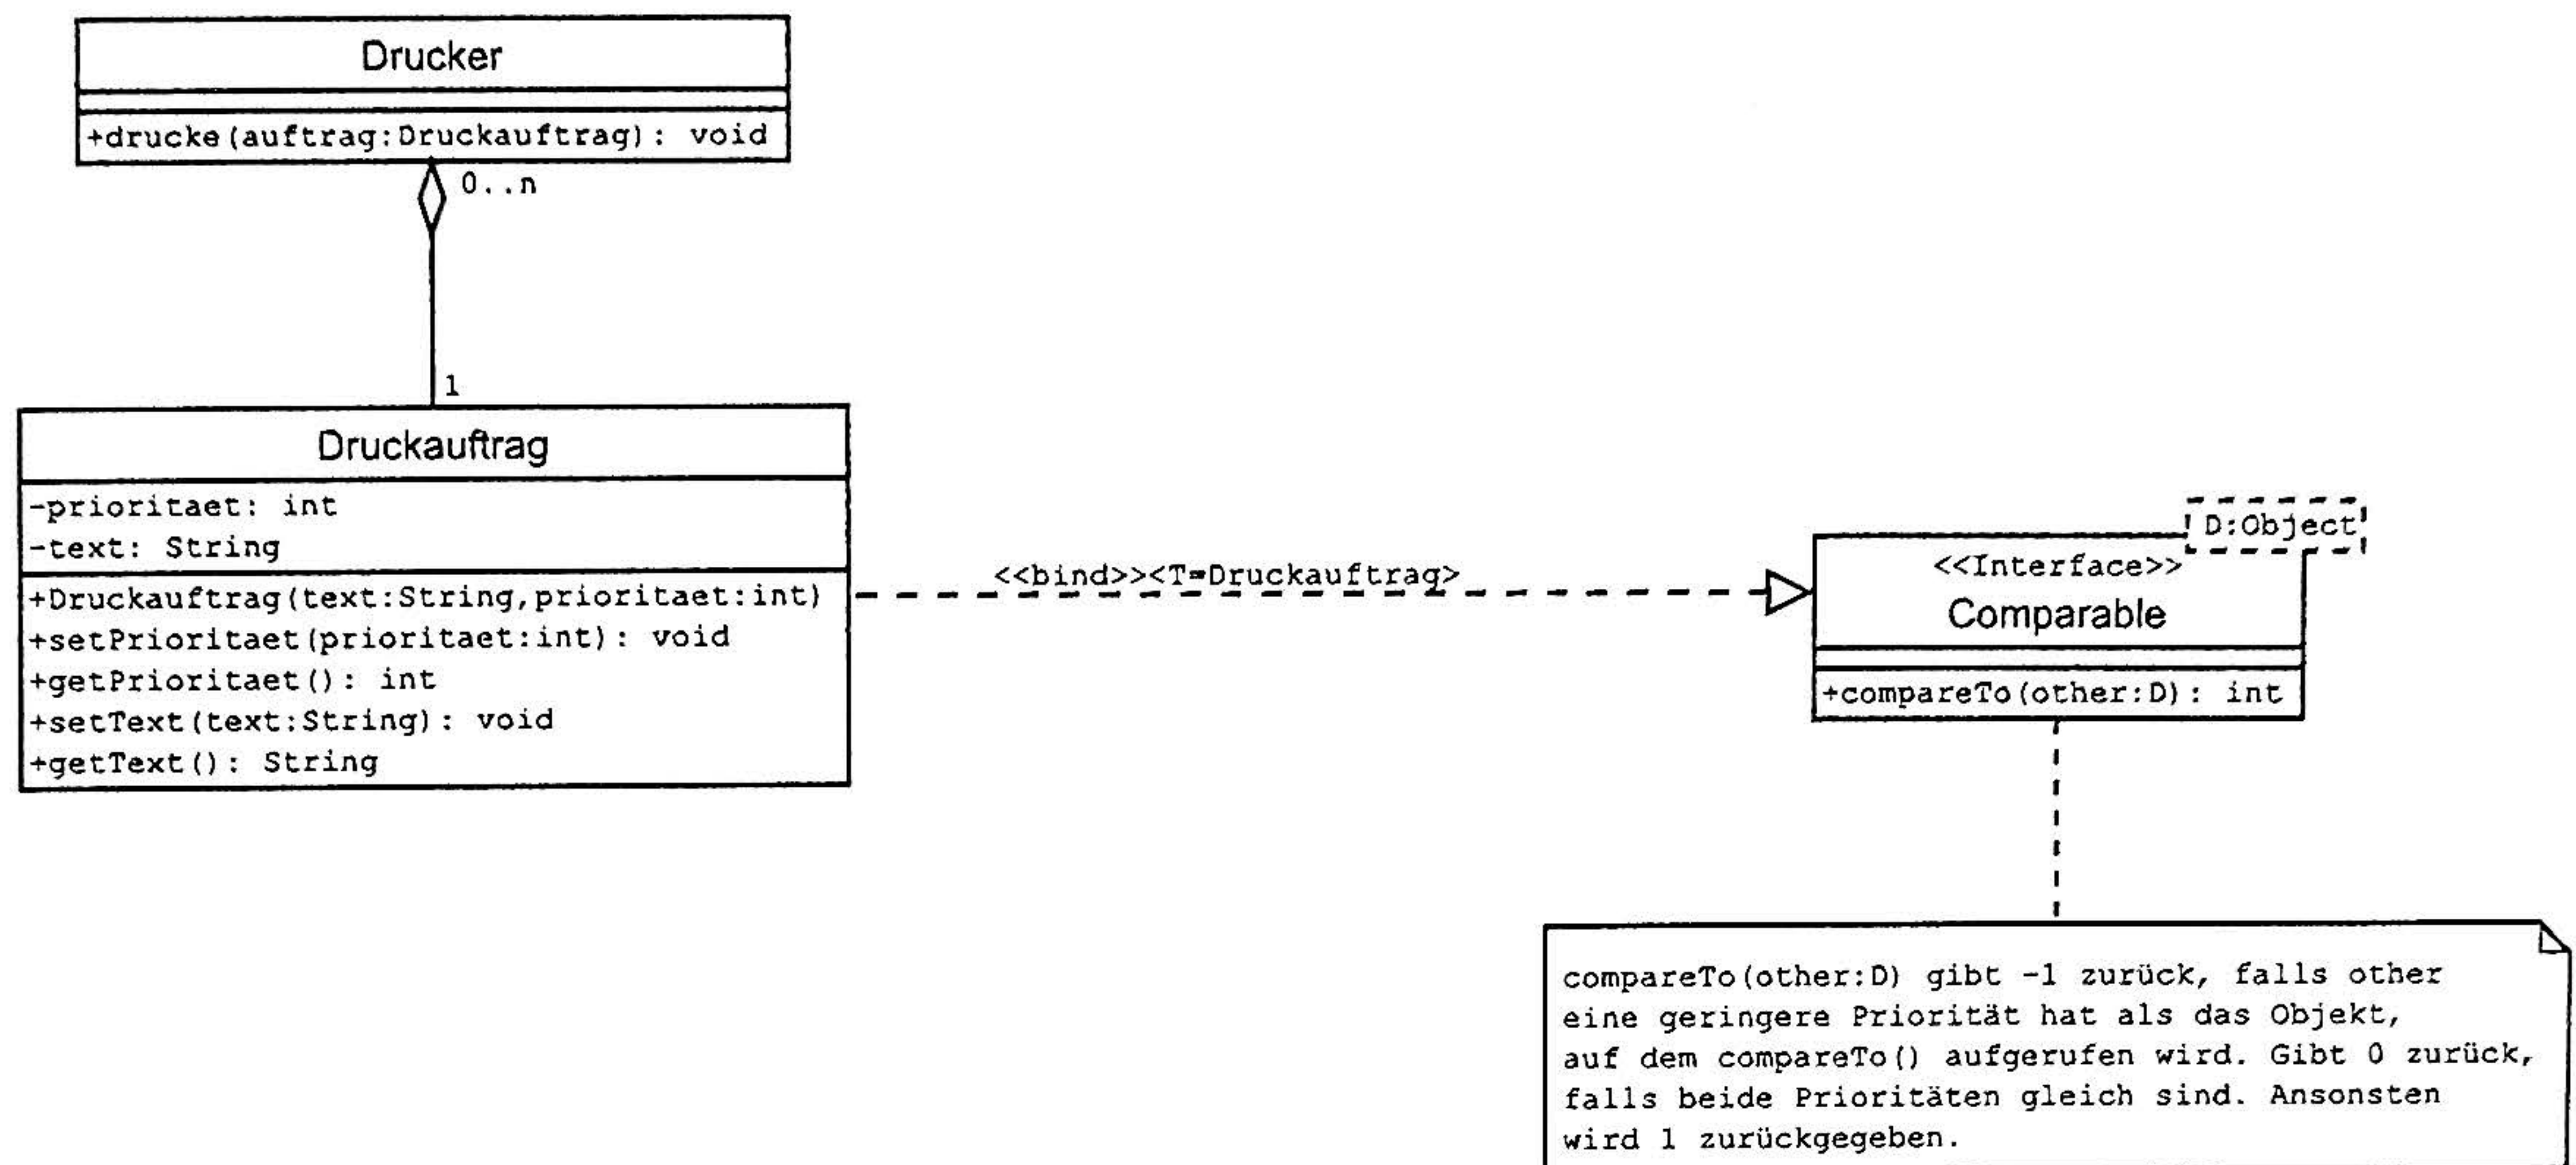 Drucker
+drucke(auftrag:Druckauftrag): void
0..n
1
Druckauftrag
-prioritaet: int
-text: String
+Druckauftrag(text:String,prioritaet:int)
+setPrioritaet(prioritaet:int): void
+getPrioritaet(): int
+setText(text:String): void
+getText(): String
<<bind>><T=Druckauftrag>
D:Object
<<Interface>>
Comparable
+compareTo(other:D): int
compareTo(other:D) gibt -1 zurück, falls other
eine geringere Priorität hat als das Objekt,
auf dem compareTo() aufgerufen wird. Gibt 0 zurück,
falls beide Prioritäten gleich sind. Ansonsten
wird 1 zurückgegeben.